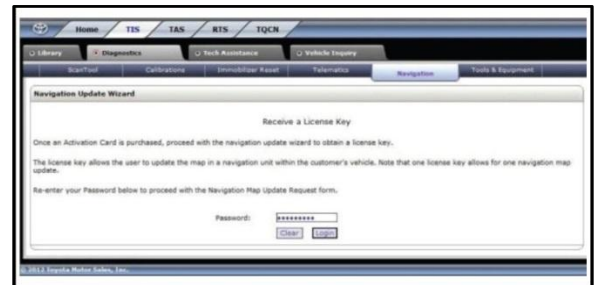 Home TIS TAS RTS TQCN
Library Diagnostics Tech Assistance Vehicle Inquiry
ScanTool Calibrations Immobilizer Reset Telematics Navigation Tools & Equipment
Navigation Update Wizard
Receive a License Key
Once an Activation Card is purchased, proceed with the navigation update wizard to obtain a license key.
The license key allows the user to update the map in a navigation unit within the customer's vehicle. Note that one license key allows for one navigation map
update.
Re-enter your Password below to proceed with the Navigation Map Update Request form.
Password: •••••••••
Clear Login
© 2012 Toyota Motor Sales, Inc.